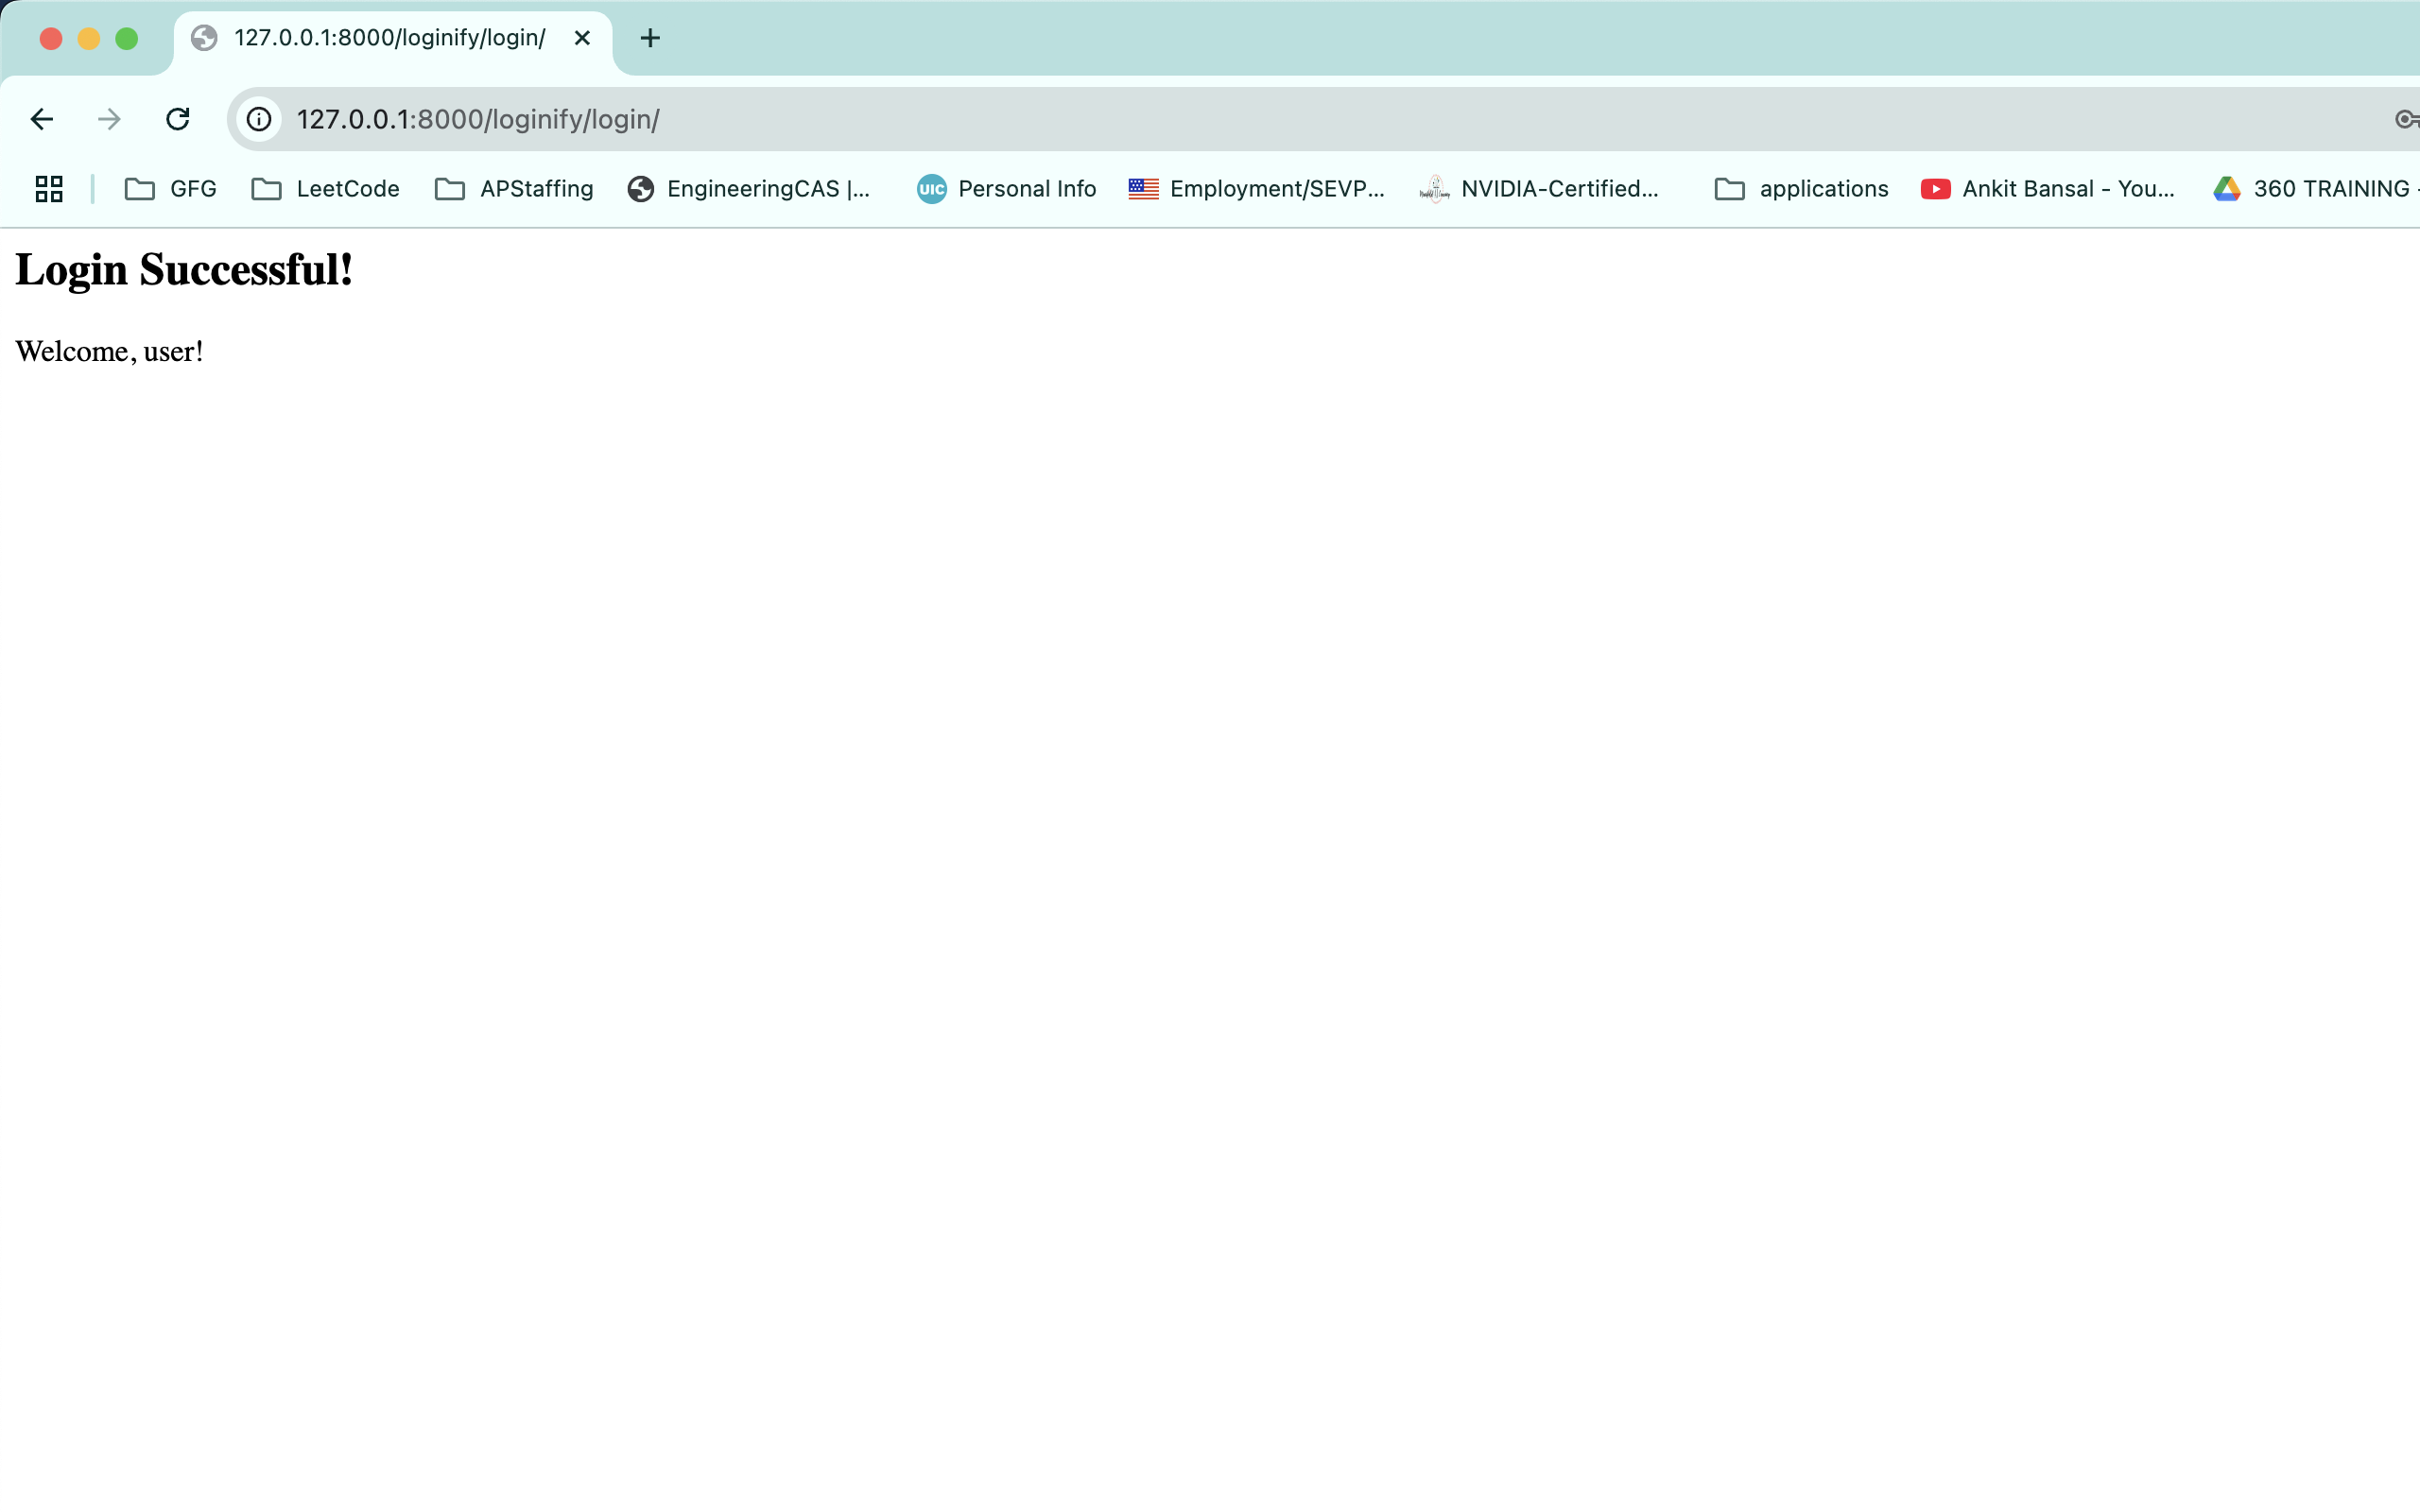 127.0.0.1:8000/loginify/login/
127.0.0.1:8000/loginify/login/
GFG LeetCode APStaffing EngineeringCAS |... UIC Personal Info Employment/SEVP... NVIDIA-Certified... applications Ankit Bansal - You... 360 TRAINING -
Login Successful!
Welcome, user!